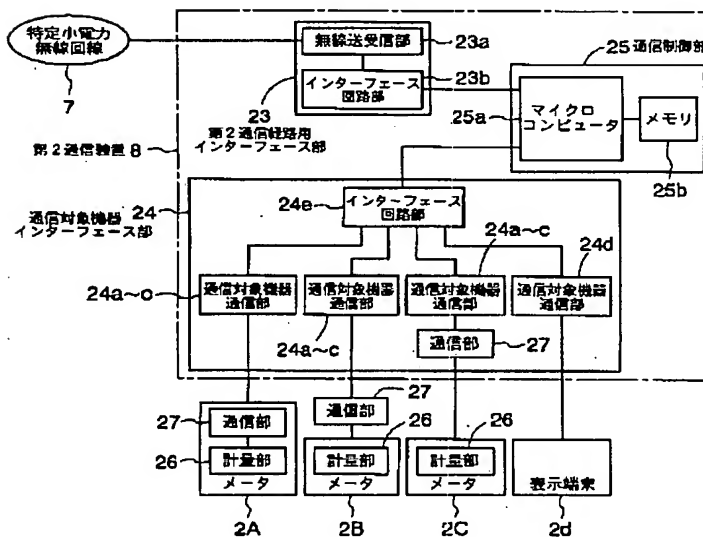 特定小電力
無線回線
7
無線送受信部
23a
23b
インターフェース
回路部
23
第2通信経路用
インターフェース部
25 通信制御部
25a
マイクロ
コンピュータ
メモリ
25b
第2通信装置 8
通信対象機器
インターフェース部
24
24e
インターフェース
回路部
24a~c
24d
24a~c
通信対象機器
通信部
通信対象機器
通信部
通信対象機器
通信部
通信対象機器
通信部
24a~c
通信部
27
27
27
通信部
通信部
26
計量部
メータ
26
計量部
メータ
26
計量部
メータ
表示端末
2A
2B
2C
2d